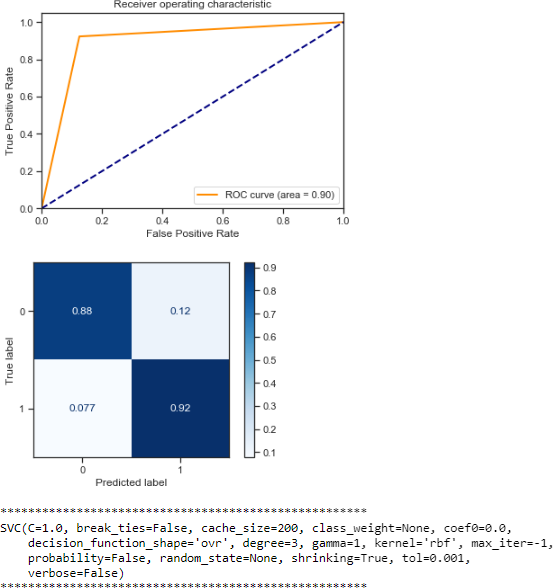 Receiver operating characteristic
1.0
0.8
0.6
0.4
0.2
0.0
True Positive Rate
ROC curve (area = 0.90)
0.0 0.2 0.4 0.6 0.8 1.0
False Positive Rate
0.9
0.8
0.7
0.6
0.5
0.4
0.3
0.2
0.1
True label
0 0.88 0.12
1 0.077 0.92
0 1
Predicted label
****************************************************
SVC(C=1.0, break_ties=False, cache_size=200, class_weight=None, coef0=0.0,
decision_function_shape='ovr', degree=3, gamma=1, kernel='rbf', max_iter=-1,
probability=False, random_state=None, shrinking=True, tol=0.001,
verbose=False)
****************************************************